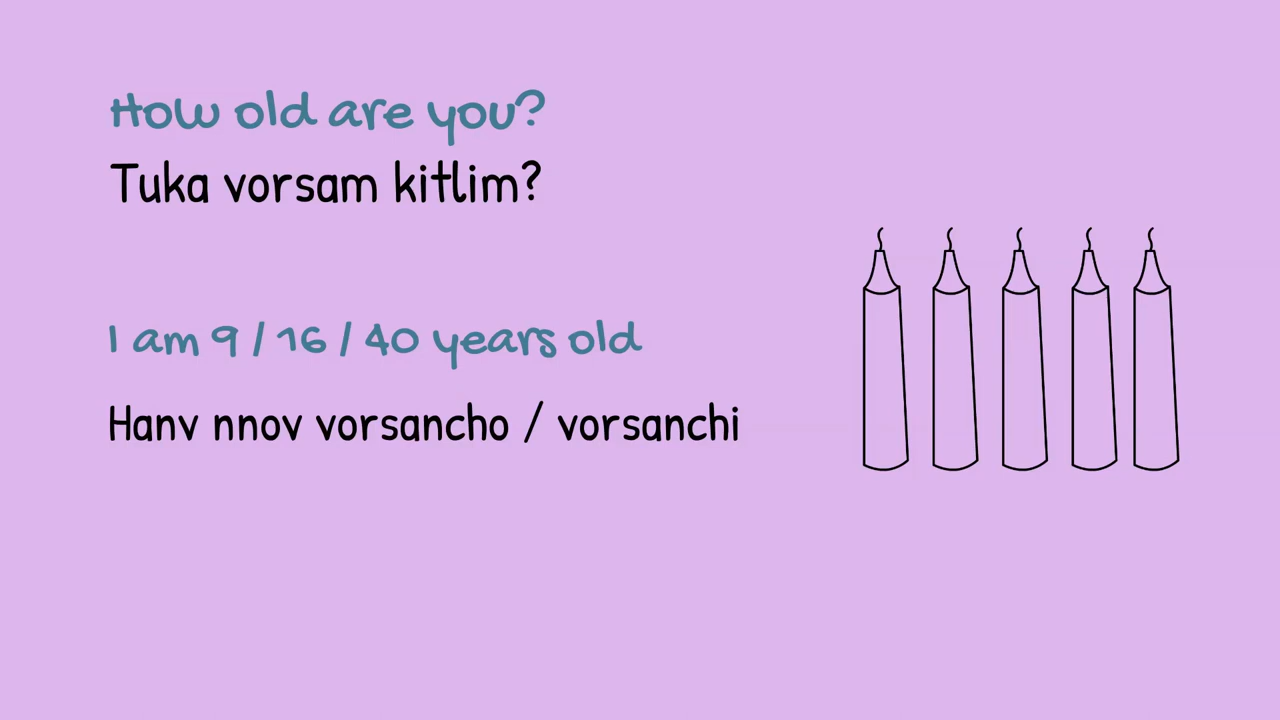 How old are you?
Tuka vorsam kitlim?
I am 9 / 16 / 40 years old
Hanv nnov vorsancho / vorsanchi